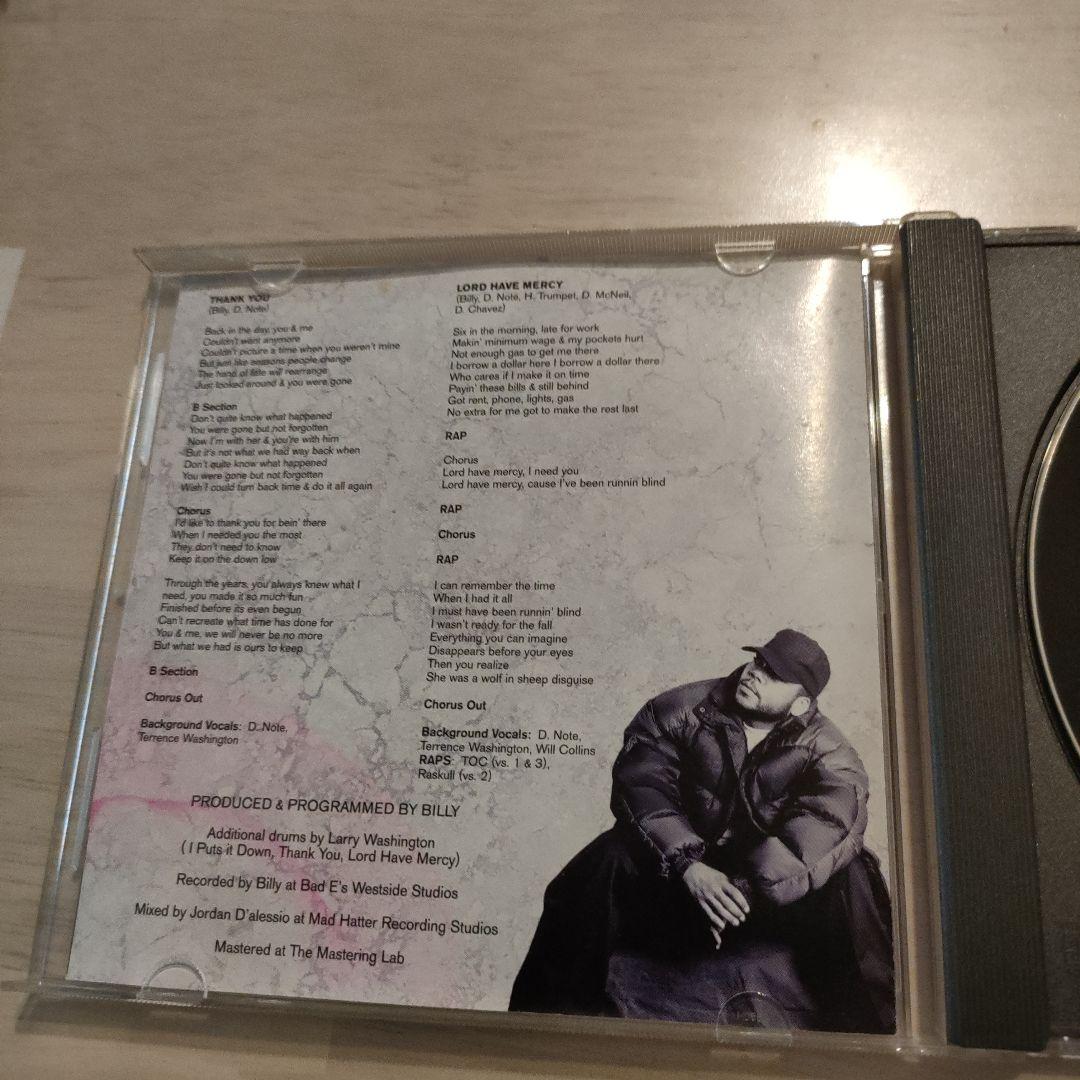 THANK YOU
(Billy, D. Note)
Back in the day, you & me
Couldn't want anymore
Couldn't picture a time when you weren't mine
But just like seasons people change
The hand of fate will rearrange
Just looked around & you were gone
B Section
Don't quite know what happened
You were gone but not forgotten
Now I'm with her & you're with him
But it's not what we had way back when
Don't quite know what happened
You were gone but not forgotten
Wish I could turn back time & do it all again
Chorus
I'd like to thank you for bein' there
When I needed you the most
They don't need to know
Keep it on the down low
Through the years, you always knew what I
need, you made it so much fun
Finished before its even begun
Can't recreate what time has done for
You & me, we will never be no more
But what we had is ours to keep
B Section
Chorus Out
Background Vocals: D. Note,
Terrence Washington
LORD HAVE MERCY
(Billy, D. Note, H. Trumpet, D. McNeil,
D. Chavez)
Six in the morning, late for work
Makin' minimum wage & my pockets hurt
Not enough gas to get me there
I borrow a dollar here I borrow a dollar there
Who cares if I make it on time
Payin' these bills & still behind
Got rent, phone, lights, gas
No extra for me got to make the rest last
RAP
Chorus
Lord have mercy, I need you
Lord have mercy, cause I've been runnin blind
RAP
Chorus
RAP
I can remember the time
When I had it all
I must have been runnin' blind
I wasn't ready for the fall
Everything you can imagine
Disappears before your eyes
Then you realize
She was a wolf in sheep disguise
Chorus Out
Background Vocals: D. Note,
Terrence Washington, Will Collins
RAPS: TOC (vs. 1 & 3),
Raskull (vs. 2)
PRODUCED & PROGRAMMED BY BILLY
Additional drums by Larry Washington
( I Puts it Down, Thank You, Lord Have Mercy)
Recorded by Billy at Bad E's Westside Studios
Mixed by Jordan D'alessio at Mad Hatter Recording Studios
Mastered at The Mastering Lab